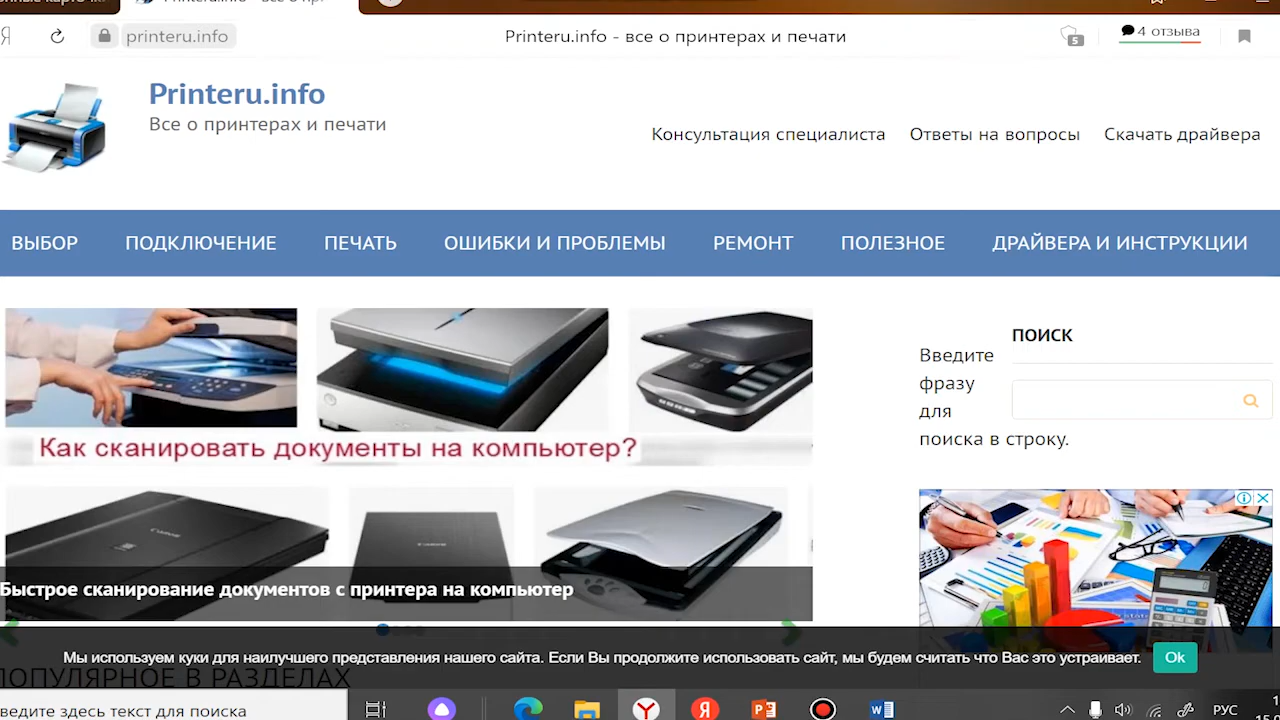 printeru.info
Printeru.info - все о принтерах и печати
5
4 отзыва
Printeru.info
Все о принтерах и печати
Консультация специалиста
Ответы на вопросы
Скачать драйвера
ВЫБОР
ПОДКЛЮЧЕНИЕ
ПЕЧАТЬ
ОШИБКИ И ПРОБЛЕМЫ
РЕМОНТ
ПОЛЕЗНОЕ
ДРАЙВЕРА И ИНСТРУКЦИИ
Как сканировать документы на компьютер?
Быстрое сканирование документов с принтера на компьютер
ПОИСК
Введите
фразу
для
поиска в строку.
Мы используем куки для наилучшего представления нашего сайта. Если Вы продолжите использовать сайт, мы будем считать что Вас это устраивает.
Ok
ПОПУЛЯРНОЕ В РАЗДЕЛАХ
ведите здесь текст для поиска
РУС